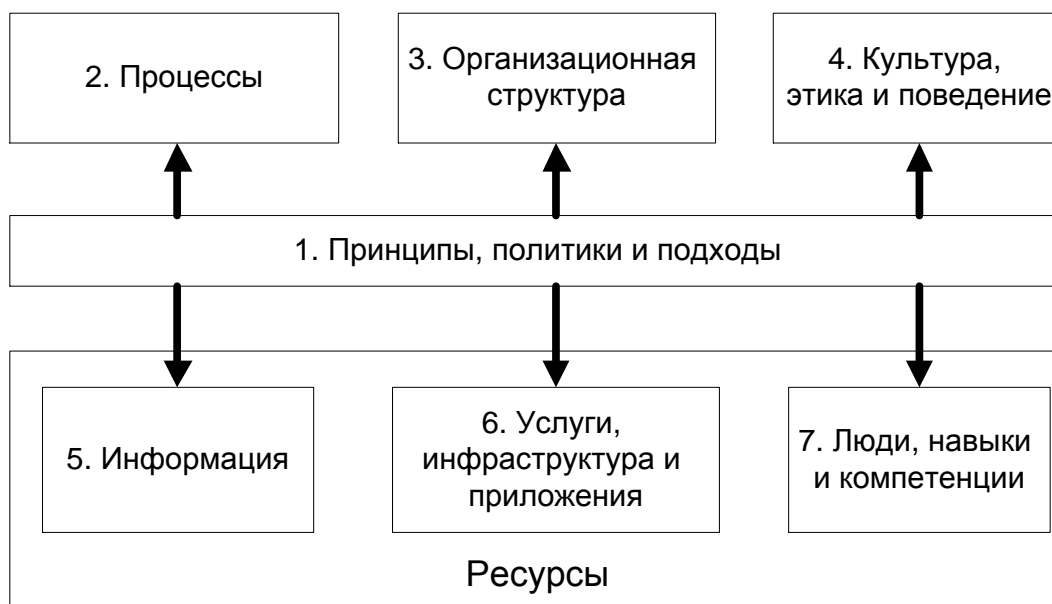 2. Процессы
3. Организационная
структура
4. Культура,
этика и поведение
1. Принципы, политики и подходы
5. Информация
6. Услуги,
инфраструктура и
приложения
7. Люди, навыки
и компетенции
Ресурсы